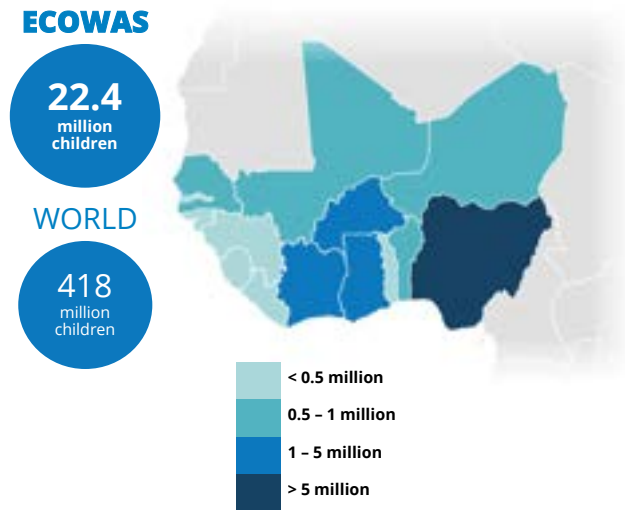 ECOWAS
22.4
million
children
WORLD
418
million
children
< 0.5 million
0.5 – 1 million
1 – 5 million
> 5 million